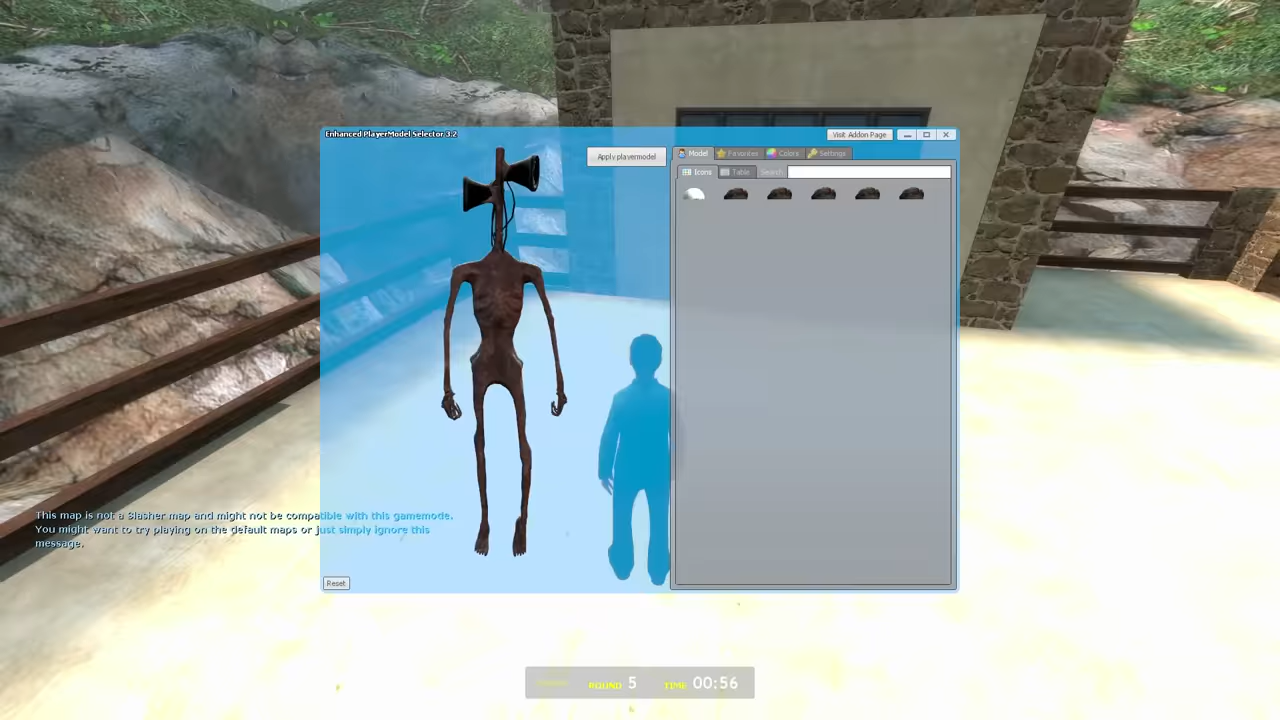 Enhanced PlayerModel Selector 3.2
Visit Addon Page
Apply playermodel
Model
Favorites
Colors
Settings
Icons
Table
Search
This map is not a Slasher map and might not be compatible with this gamemode.
You might want to try playing on the default maps or just simply ignore this
message.
Reset
ROUND 5
TIME 00:56